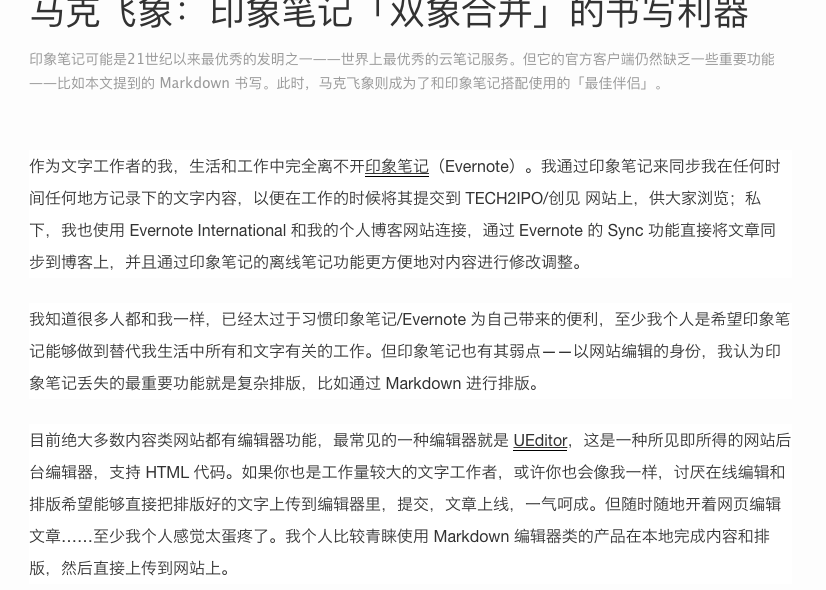 马克飞象：印象笔记「双象合并」的书写利器
印象笔记可能是21世纪以来最优秀的发明之一——世界上最优秀的云笔记服务。但它的官方客户端仍然缺乏一些重要功能
——比如本文提到的 Markdown 书写。此时，马克飞象则成为了和印象笔记搭配使用的「最佳伴侣」。
作为文字工作者的我，生活和工作中完全离不开印象笔记（Evernote）。我通过印象笔记来同步我在任何时
间任何地方记录下的文字内容，以便在工作的时候将其提交到 TECH2IPO/创见 网站上，供大家浏览；私
下，我也使用 Evernote International 和我的个人博客网站连接，通过 Evernote 的 Sync 功能直接将文章同
步到博客上，并且通过印象笔记的离线笔记功能更方便地对内容进行修改调整。
我知道很多人都和我一样，已经太过于习惯印象笔记/Evernote 为自己带来的便利，至少我个人是希望印象笔
记能够做到替代我生活中所有和文字有关的工作。但印象笔记也有其弱点——以网站编辑的身份，我认为印
象笔记丢失的最重要功能就是复杂排版，比如通过 Markdown 进行排版。
目前绝大多数内容类网站都有编辑器功能，最常见的一种编辑器就是 UEditor，这是一种所见即所得的网站后
台编辑器，支持 HTML 代码。如果你也是工作量较大的文字工作者，或许你也会像我一样，讨厌在线编辑和
排版希望能够直接把排版好的文字上传到编辑器里，提交，文章上线，一气呵成。但随时随地开着网页编辑
文章……至少我个人感觉太蛋疼了。我个人比较青睐使用 Markdown 编辑器类的产品在本地完成内容和排
版，然后直接上传到网站上。